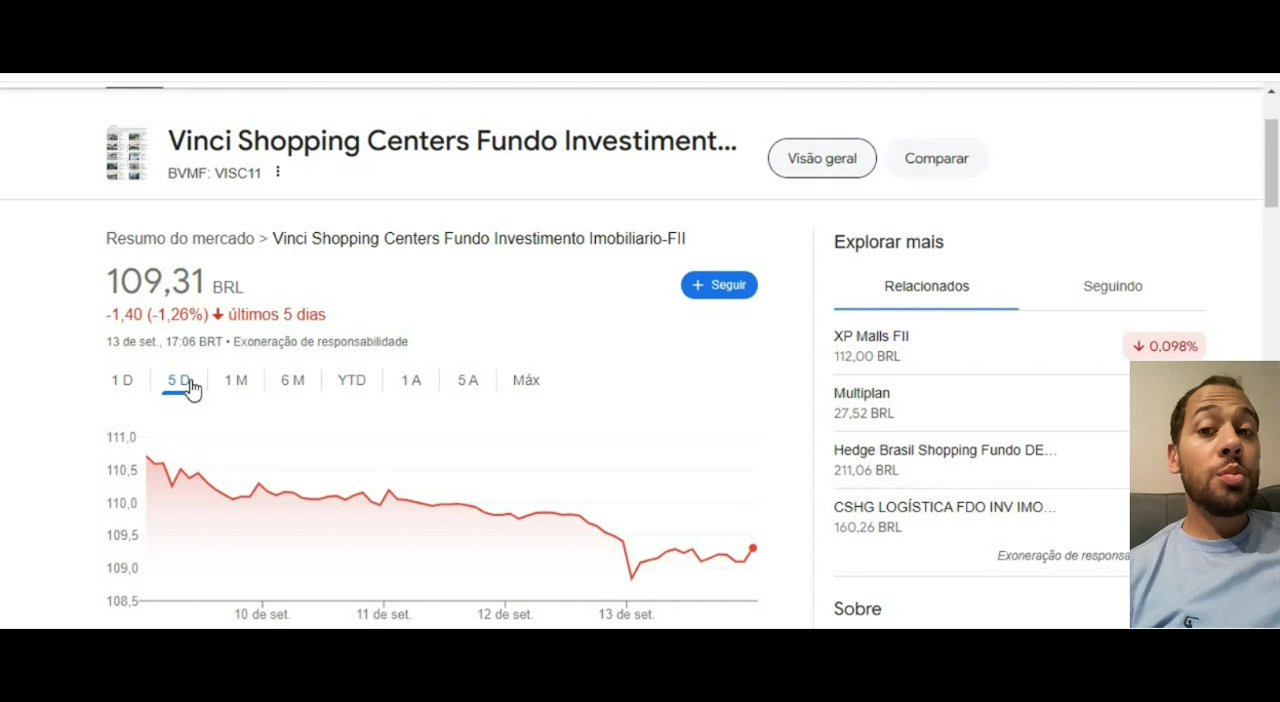 Vinci Shopping Centers Fundo Investiment...
BVMF: VISC11
Visão geral
Comparar
Resumo do mercado > Vinci Shopping Centers Fundo Investimento Imobiliario-FII
109,31 BRL
+ Seguir
-1,40 (-1,26%) últimos 5 dias
13 de set., 17:06 BRT • Exoneração de responsabilidade
1 D
5 D
1 M
6 M
YTD
1 A
5 A
Máx
111,0
110,5
110,0
109,5
109,0
108,5
10 de set.
11 de set.
12 de set.
13 de set.
Explorar mais
Relacionados
Seguindo
XP Malls FII
112,00 BRL
0,098%
Multiplan
27,52 BRL
Hedge Brasil Shopping Fundo DE...
211,06 BRL
CSHG LOGÍSTICA FDO INV IMO...
160,26 BRL
Exoneração de responsa
Sobre